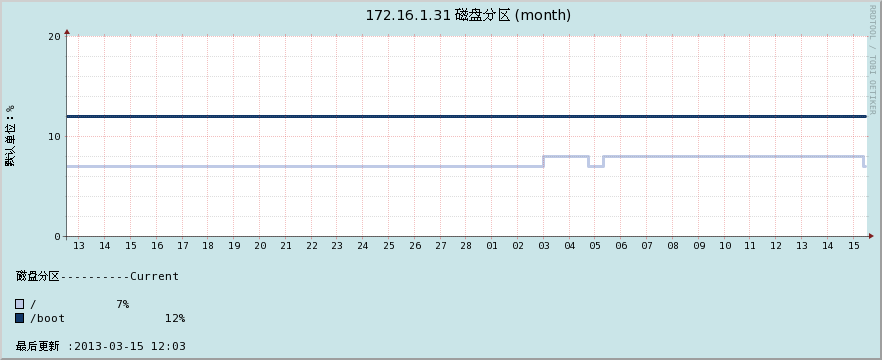 172.16.1.31 磁盘分区 (month)
RRDTOOL / TOBI OETIKER
默认单位: %
20
10
0
13 14 15 16 17 18 19 20 21 22 23 24 25 26 27 28 01 02 03 04 05 06 07 08 09 10 11 12 13 14 15
磁盘分区----------Current
/ 7%
/boot 12%
最后更新 :2013-03-15 12:03